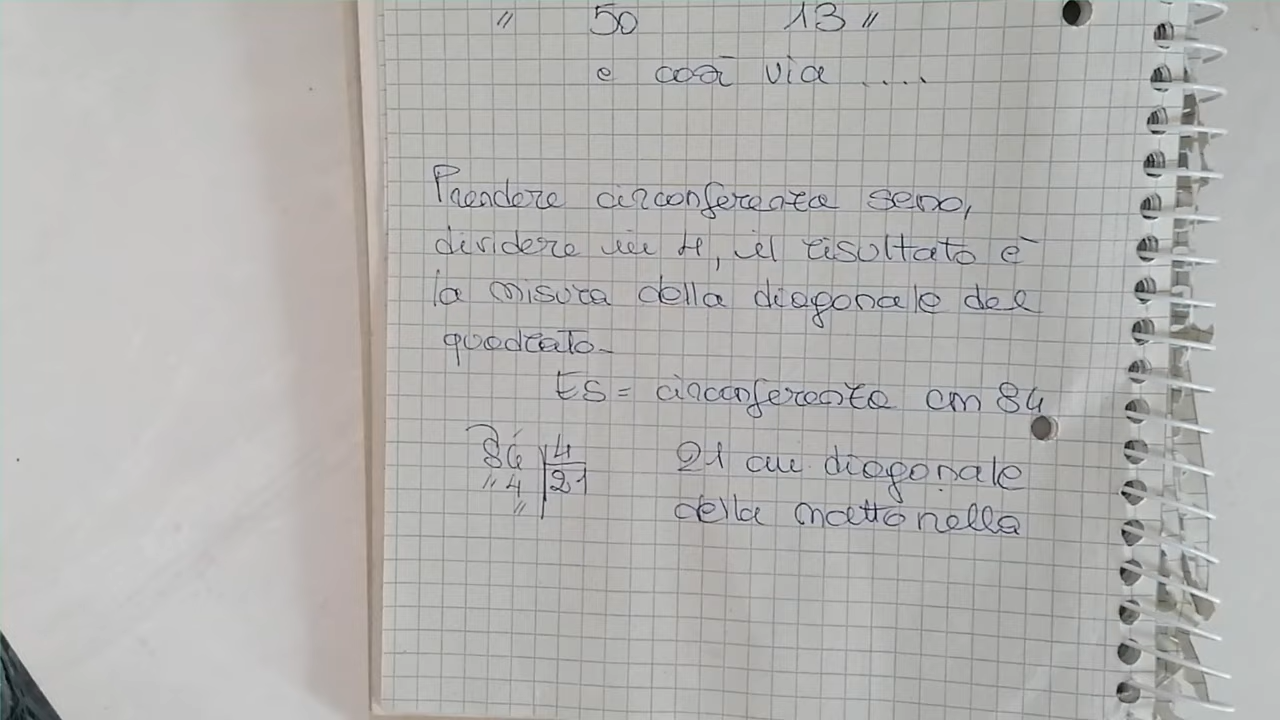 " 50 13 "
e così via ....
Prendere circonferenza seno,
dividere in 4, il risultato è
la misura della diagonale del
quadrato-
ES = circonferenza cm 84
84 4 21 cm diagonale
" 4 21 della mattonella
"